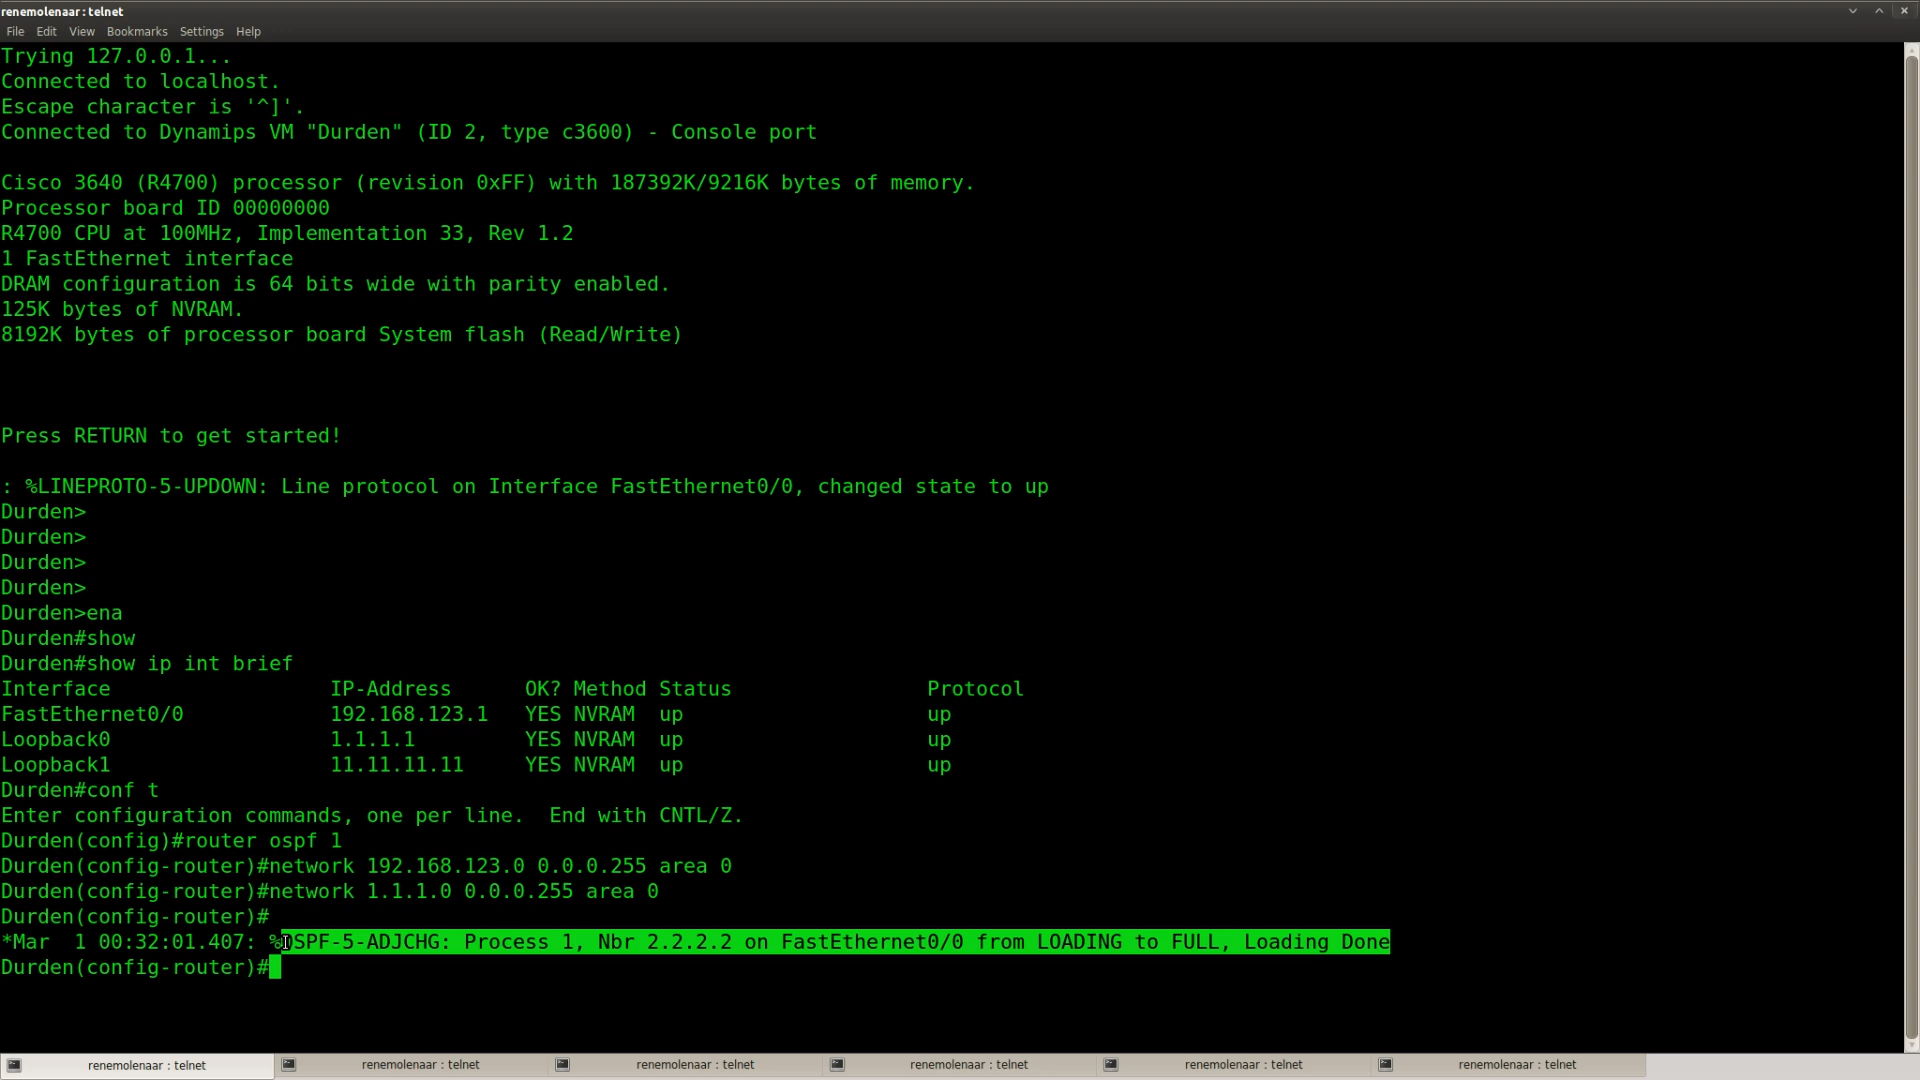 renemolenaar : telnet
File Edit View Bookmarks Settings Help
Trying 127.0.0.1...
Connected to localhost.
Escape character is '^]'.
Connected to Dynamips VM "Durden" (ID 2, type c3600) - Console port
Cisco 3640 (R4700) processor (revision 0xFF) with 187392K/9216K bytes of memory.
Processor board ID 00000000
R4700 CPU at 100MHz, Implementation 33, Rev 1.2
1 FastEthernet interface
DRAM configuration is 64 bits wide with parity enabled.
125K bytes of NVRAM.
8192K bytes of processor board System flash (Read/Write)
Press RETURN to get started!
: %LINEPROTO-5-UPDOWN: Line protocol on Interface FastEthernet0/0, changed state to up
Durden>
Durden>
Durden>
Durden>
Durden>ena
Durden#show
Durden#show ip int brief
Interface IP-Address OK? Method Status Protocol
FastEthernet0/0 192.168.123.1 YES NVRAM up up
Loopback0 1.1.1.1 YES NVRAM up up
Loopback1 11.11.11.11 YES NVRAM up up
Durden#conf t
Enter configuration commands, one per line.  End with CNTL/Z.
Durden(config)#router ospf 1
Durden(config-router)#network 192.168.123.0 0.0.0.255 area 0
Durden(config-router)#network 1.1.1.0 0.0.0.255 area 0
Durden(config-router)#
*Mar  1 00:32:01.407: %OSPF-5-ADJCHG: Process 1, Nbr 2.2.2.2 on FastEthernet0/0 from LOADING to FULL, Loading Done
Durden(config-router)#
renemolenaar : telnet renemolenaar : telnet renemolenaar : telnet renemolenaar : telnet renemolenaar : telnet renemolenaar : telnet